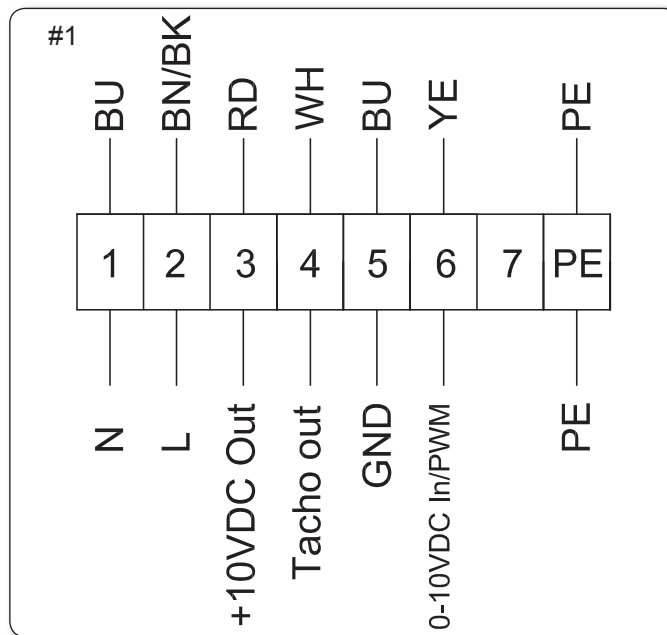 #1
BU
BN/BK
RD
WH
BU
YE
PE
1
2
3
4
5
6
7
PE
N
L
+10VDC Out
Tacho out
GND
0-10VDC In/PWM
PE